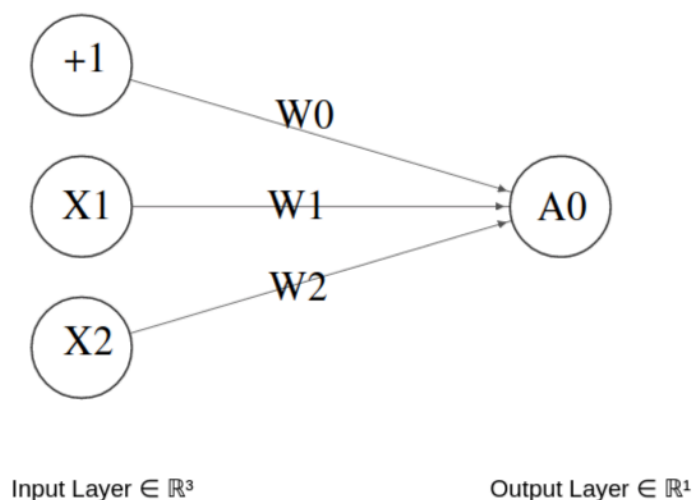 +1
W0
X1
W1
A0
W2
X2
Input Layer ∈ ℝ³
Output Layer ∈ ℝ¹